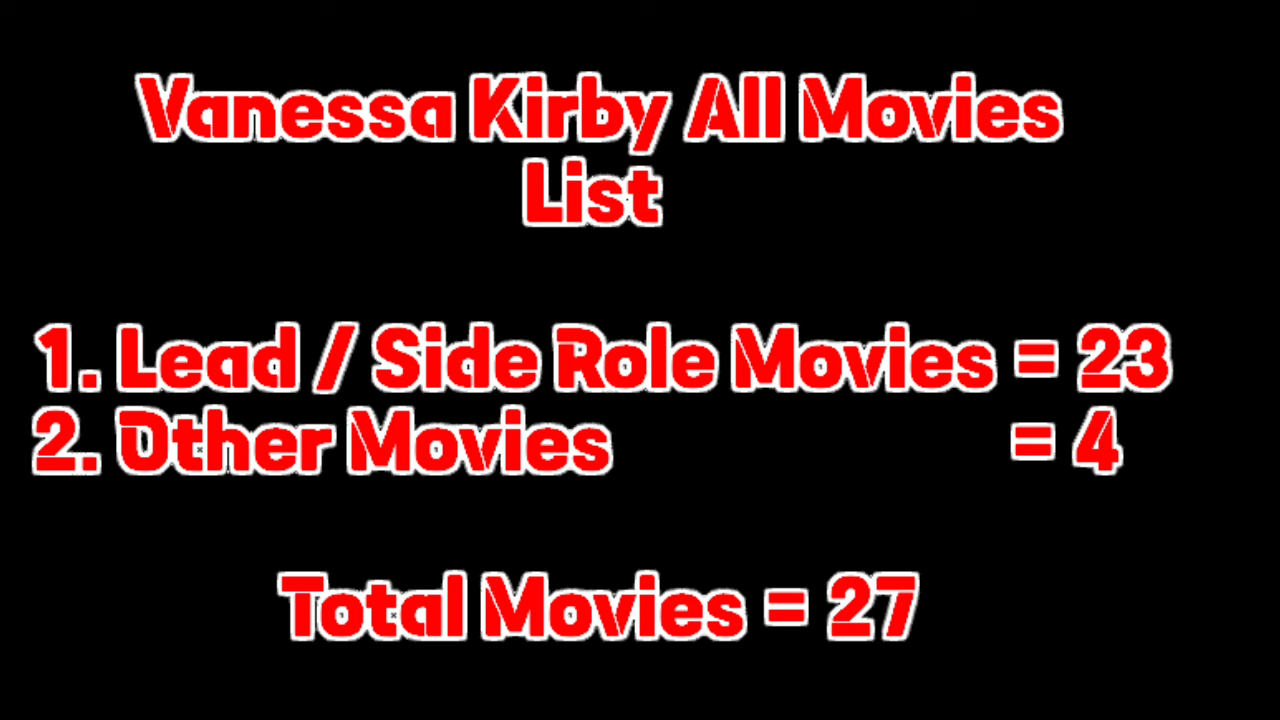 Vanessa Kirby All Movies
List
1. Lead / Side Role Movies = 23
2. Other Movies = 4
Total Movies = 27